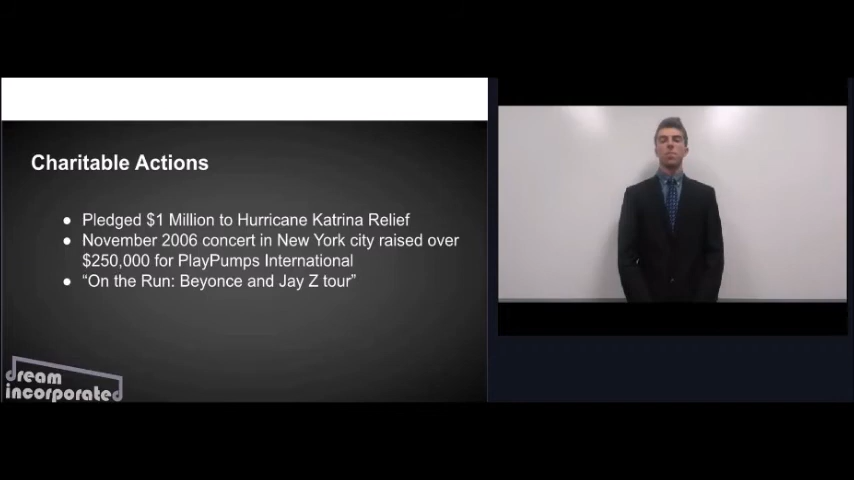 Charitable Actions
● Pledged $1 Million to Hurricane Katrina Relief
● November 2006 concert in New York city raised over
$250,000 for PlayPumps International
● “On the Run: Beyonce and Jay Z tour”
dream
incorporated